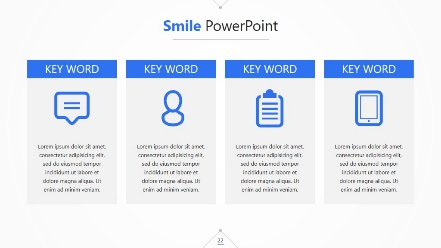 Smile PowerPoint
KEY WORD
Lorem ipsum dolor sit amet,
consectetur adipisicing elit,
sed do eiusmod tempor
incididunt ut labore et
dolore magna aliqua. Ut
enim ad minim veniam.
KEY WORD
Lorem ipsum dolor sit amet,
consectetur adipisicing elit,
sed do eiusmod tempor
incididunt ut labore et
dolore magna aliqua. Ut
enim ad minim veniam.
KEY WORD
Lorem ipsum dolor sit amet,
consectetur adipisicing elit,
sed do eiusmod tempor
incididunt ut labore et
dolore magna aliqua. Ut
enim ad minim veniam.
KEY WORD
Lorem ipsum dolor sit amet,
consectetur adipisicing elit,
sed do eiusmod tempor
incididunt ut labore et
dolore magna aliqua. Ut
enim ad minim veniam.
22